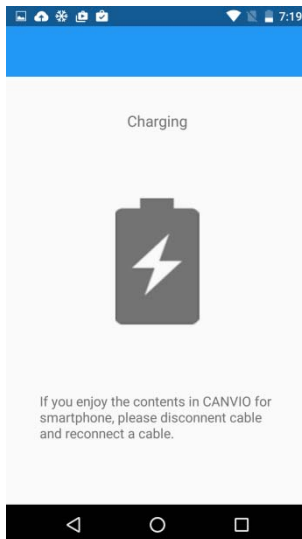 7:19
Charging
If you enjoy the contents in CANVIO for
smartphone, please disconnent cable
and reconnect a cable.